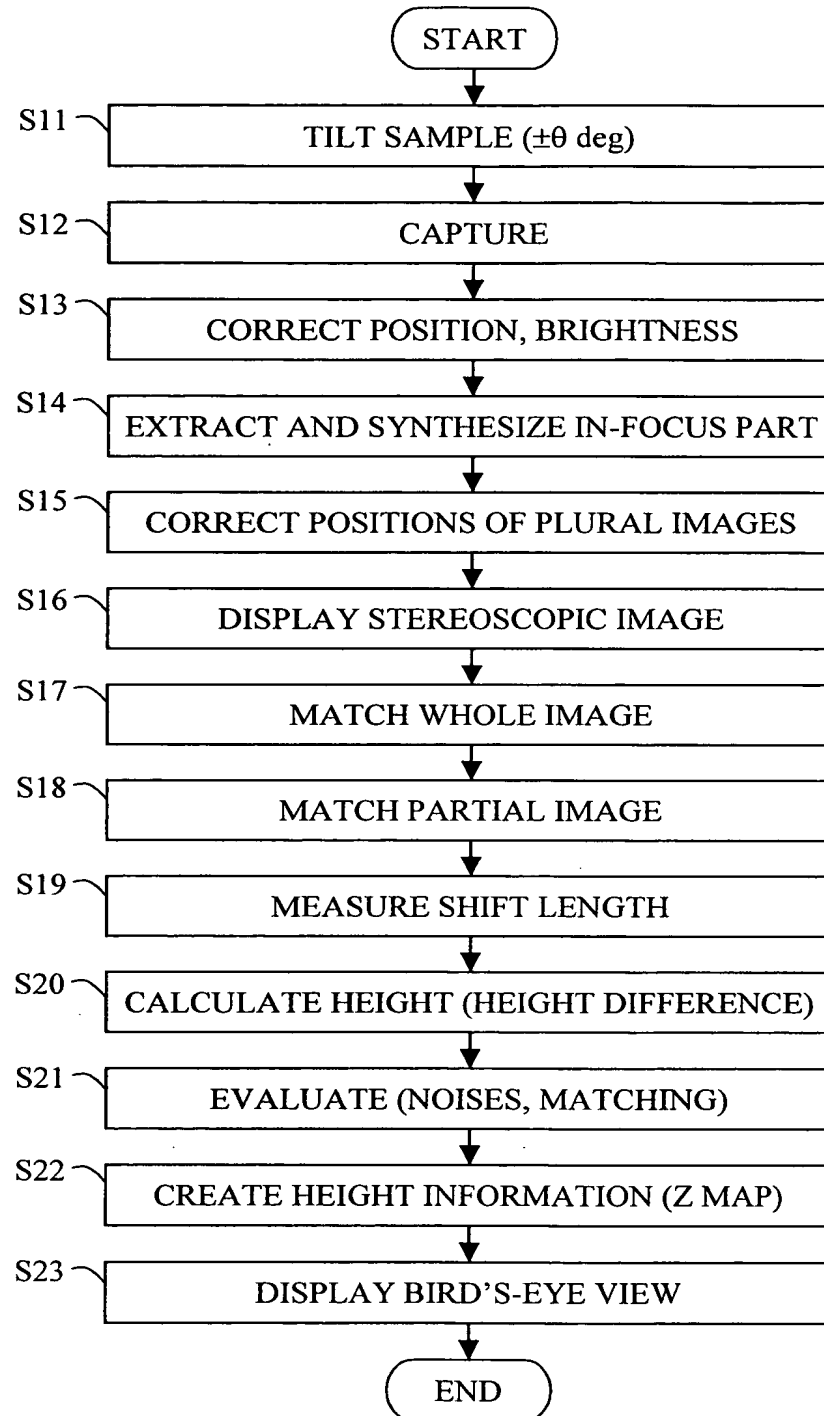 START
S11
TILT SAMPLE (±θ deg)
S12
CAPTURE
S13
CORRECT POSITION, BRIGHTNESS
S14
EXTRACT AND SYNTHESIZE IN-FOCUS PART
S15
CORRECT POSITIONS OF PLURAL IMAGES
S16
DISPLAY STEREOSCOPIC IMAGE
S17
MATCH WHOLE IMAGE
S18
MATCH PARTIAL IMAGE
S19
MEASURE SHIFT LENGTH
S20
CALCULATE HEIGHT (HEIGHT DIFFERENCE)
S21
EVALUATE (NOISES, MATCHING)
S22
CREATE HEIGHT INFORMATION (Z MAP)
S23
DISPLAY BIRD'S-EYE VIEW
END